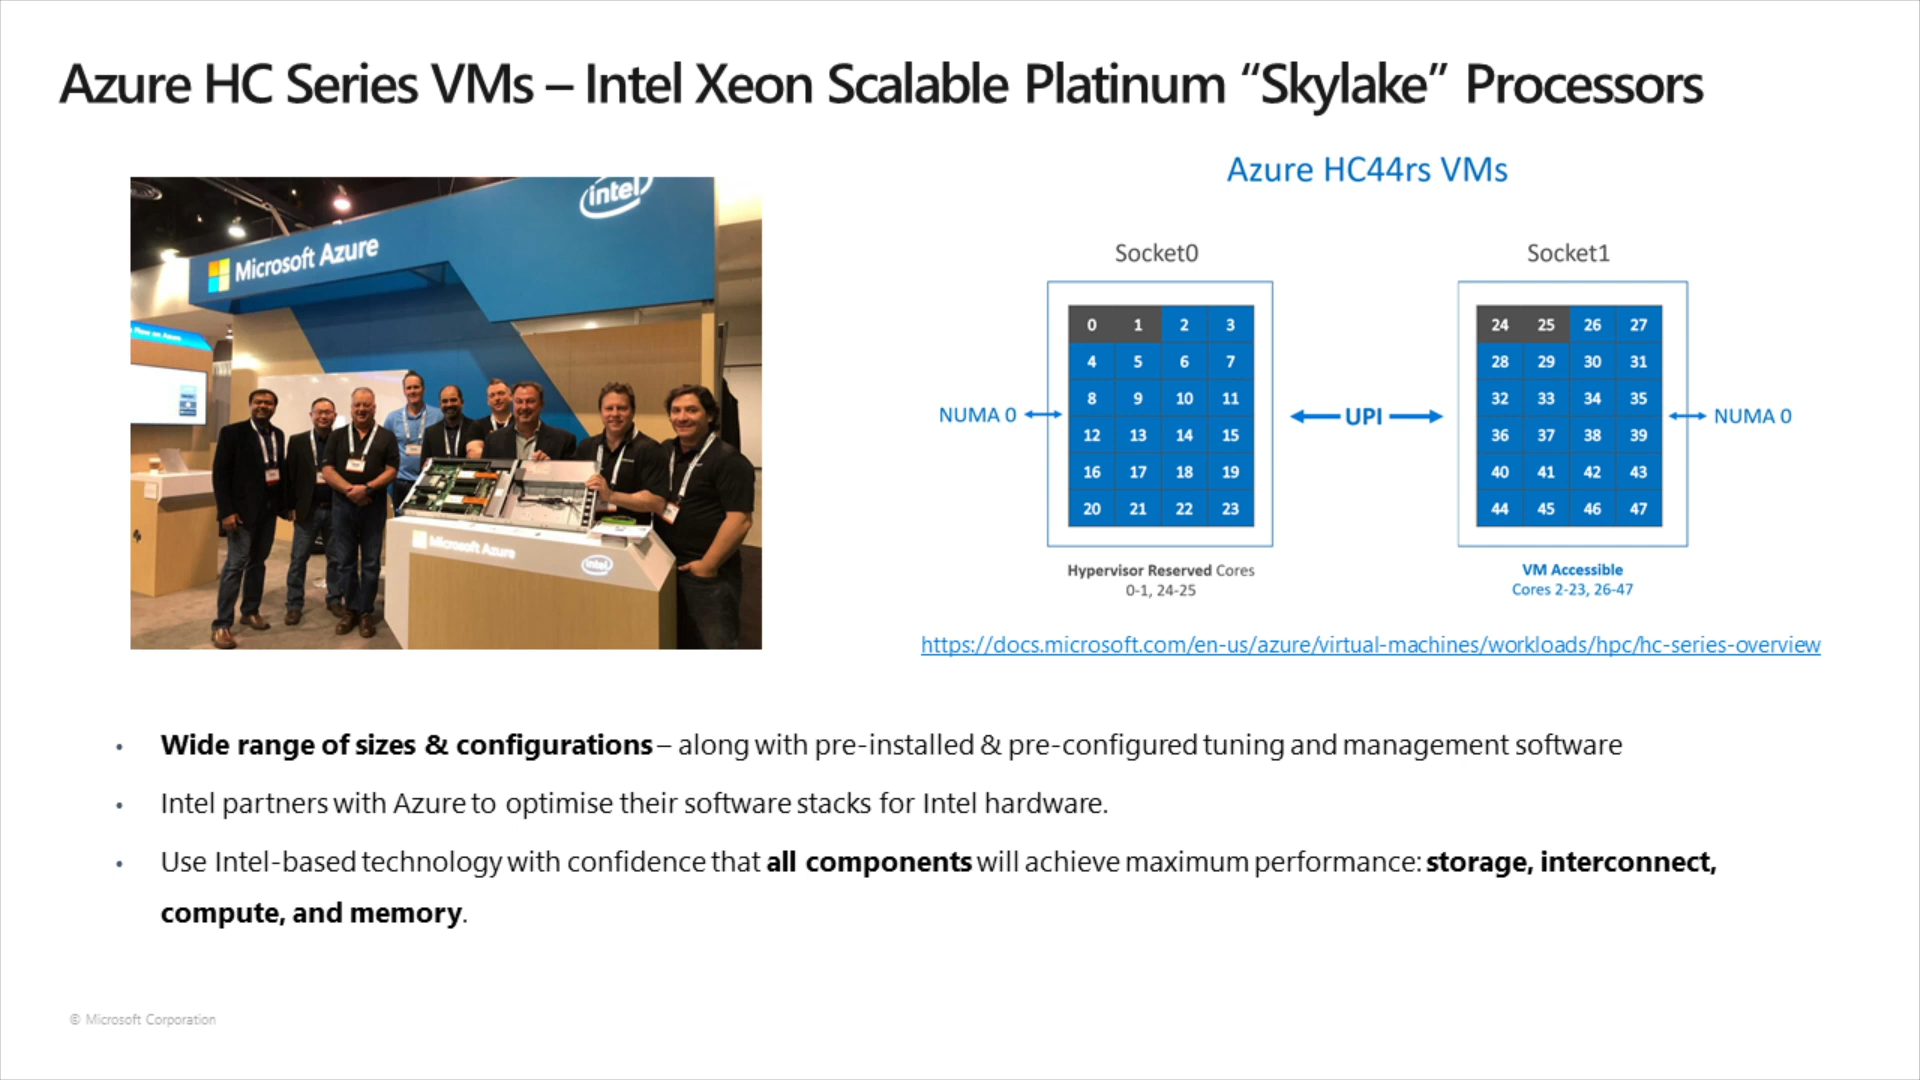 Azure HC Series VMs – Intel Xeon Scalable Platinum “Skylake” Processors
intel
Microsoft Azure
Microsoft Azure
intel
Azure HC44rs VMs
Socket0
Socket1
0 1 2 3
4 5 6 7
8 9 10 11
12 13 14 15
16 17 18 19
20 21 22 23
24 25 26 27
28 29 30 31
32 33 34 35
36 37 38 39
40 41 42 43
44 45 46 47
NUMA 0
UPI
NUMA 0
Hypervisor Reserved Cores
0-1, 24-25
VM Accessible
Cores 2-23, 26-47
https://docs.microsoft.com/en-us/azure/virtual-machines/workloads/hpc/hc-series-overview
• Wide range of sizes & configurations – along with pre-installed & pre-configured tuning and management software
• Intel partners with Azure to optimise their software stacks for Intel hardware.
• Use Intel-based technology with confidence that all components will achieve maximum performance: storage, interconnect,
compute, and memory.
© Microsoft Corporation